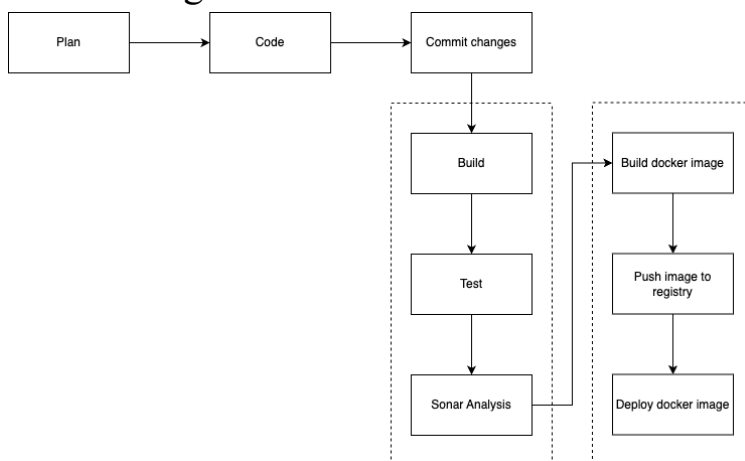 Plan
Code
Commit changes
Build
Test
Sonar Analysis
Build docker image
Push image to
registry
Deploy docker image